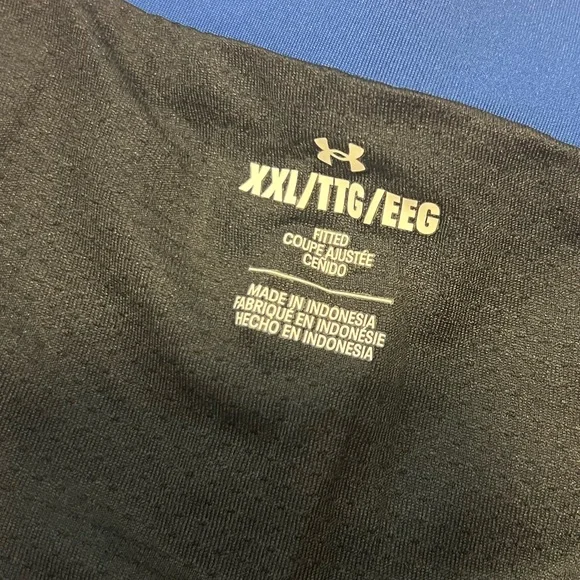 XXL/TTG/EEG
FITTED
COUPE AJUSTÉE
CEÑIDO
MADE IN INDONESIA
FABRIQUÉ EN INDONÉSIE
HECHO EN INDONESIA